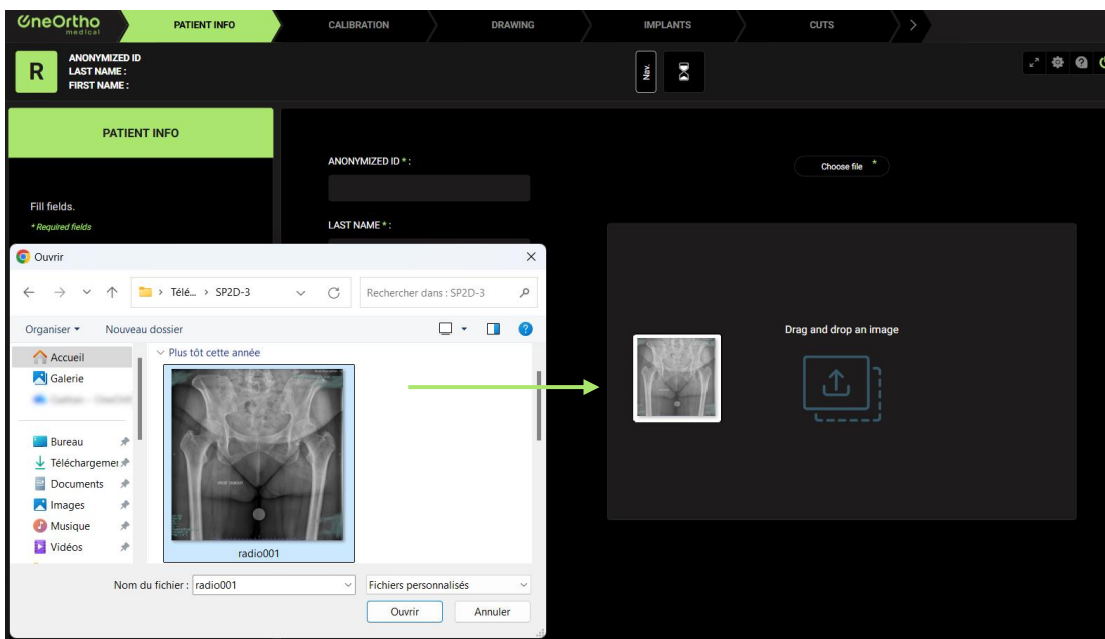 OneOrtho
medical
PATIENT INFO
CALIBRATION
DRAWING
IMPLANTS
CUTS
R
ANONYMIZED ID
LAST NAME :
FIRST NAME :
Nav.
PATIENT INFO
Fill fields.
* Required fields
ANONYMIZED ID * :
LAST NAME * :
Choose file *
Drag and drop an image
Ouvrir
Télé... > SP2D-3
Rechercher dans : SP2D-3
Organiser
Nouveau dossier
Accueil
Galerie
Bureau
Téléchargemer
Documents
Images
Musique
Vidéos
Plus tôt cette année
radio001
Nom du fichier : radio001
Fichiers personnalisés
Ouvrir
Annuler